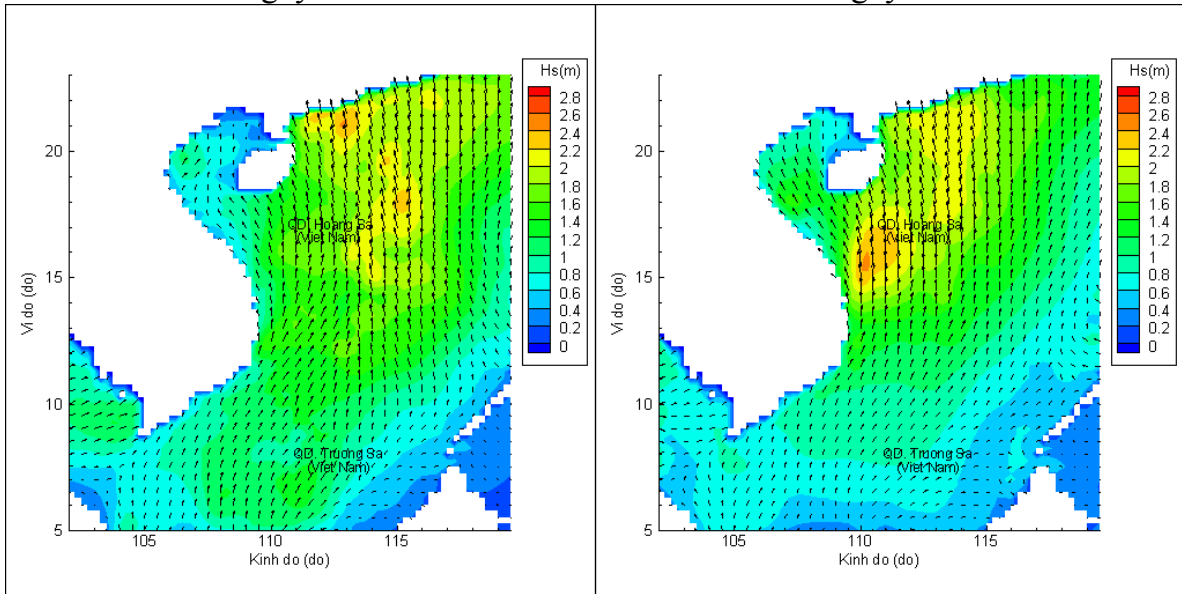 Hs(m)
2.8
2.6
2.4
2.2
2
1.8
1.6
1.4
1.2
1
0.8
0.6
0.4
0.2
0
20
15
10
5
Vi do (do)
QD. Hoang Sa
(Viet Nam)
QD. Truong Sa
(Viet Nam)
105 110 115
Kinh do (do)
Hs(m)
2.8
2.6
2.4
2.2
2
1.8
1.6
1.4
1.2
1
0.8
0.6
0.4
0.2
0
20
15
10
5
Vi do (do)
QD. Hoang Sa
(Viet Nam)
QD. Truong Sa
(Viet Nam)
105 110 115
Kinh do (do)